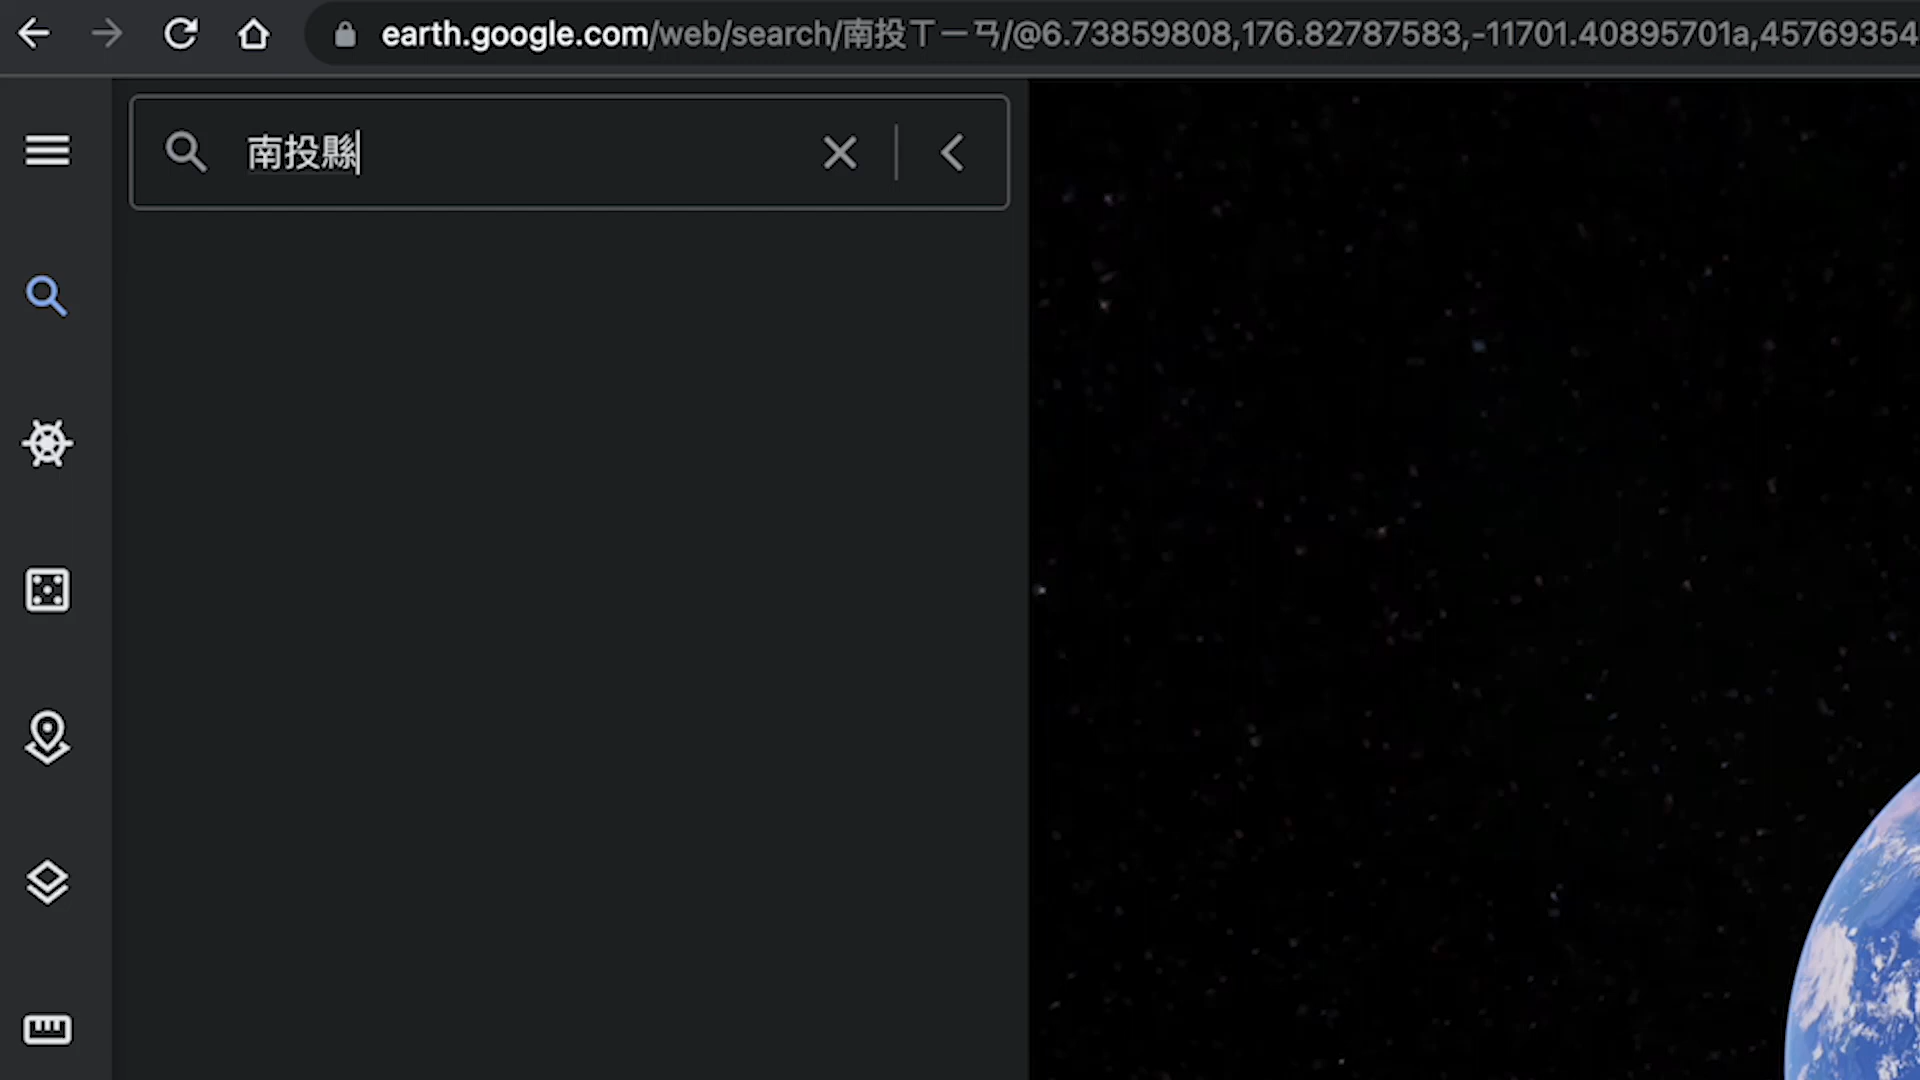 earth.google.com/web/search/南投ㄒㄧㄢ/@6.73859808,176.82787583,-11701.40895701a,45769354
南投縣